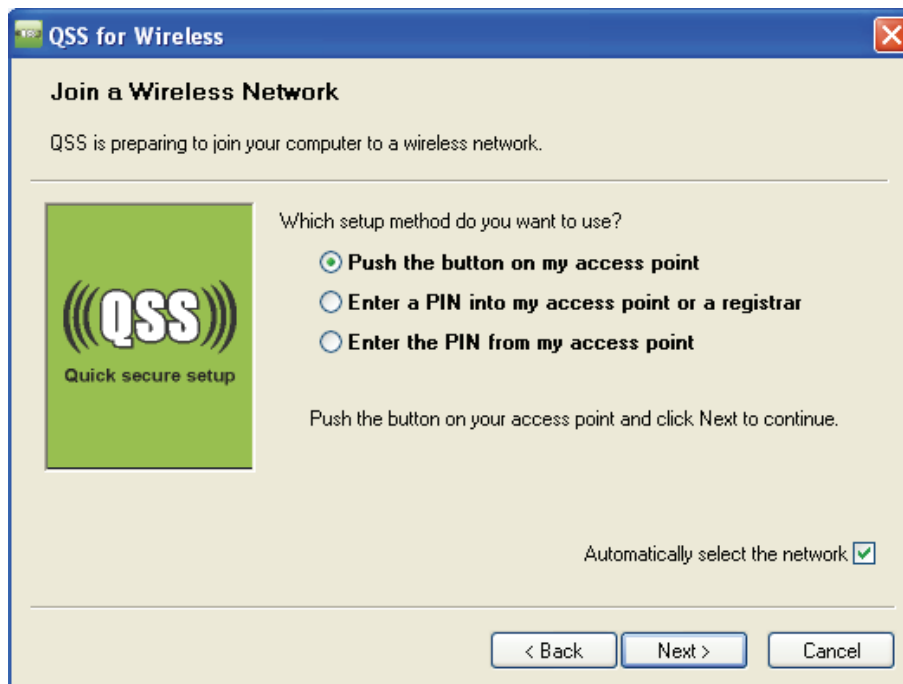 QSS for Wireless
Join a Wireless Network
QSS is preparing to join your computer to a wireless network.
Which setup method do you want to use?
Push the button on my access point
Enter a PIN into my access point or a registrar
Enter the PIN from my access point
(((QSS)))
Quick secure setup
Push the button on your access point and click Next to continue.
Automatically select the network
< Back
Next >
Cancel